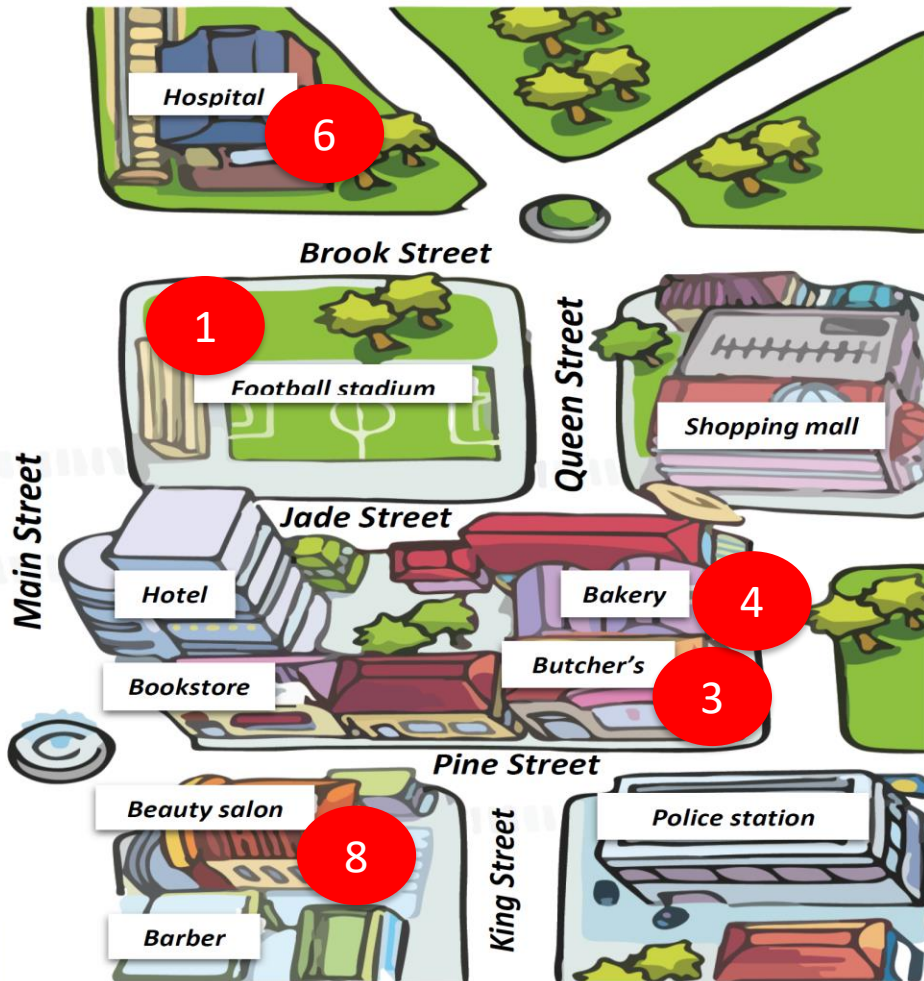 Hospital
6
Brook Street
1
Football stadium
Queen Street
Shopping mall
Main Street
Jade Street
Hotel
Bakery
4
Butcher's
Bookstore
3
Pine Street
Beauty salon
Police station
8
King Street
Barber